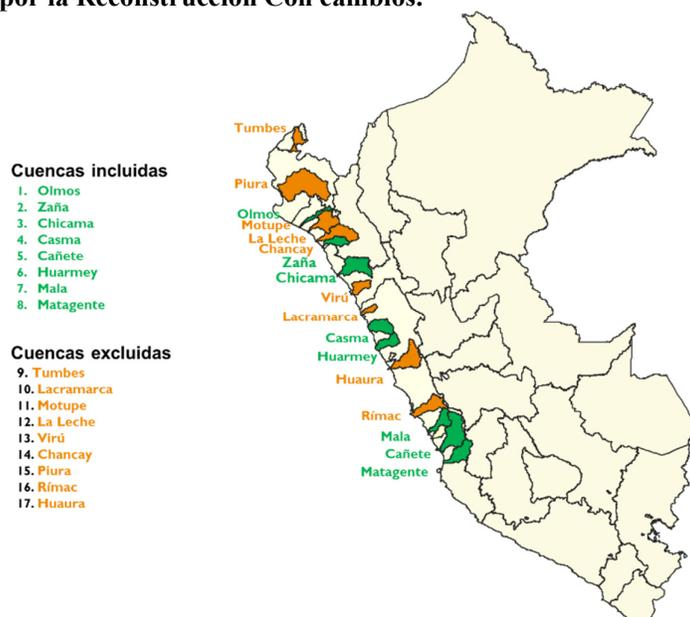 por la Reconstrucción Con cambios.
Cuencas incluidas
1. Olmos
2. Zaña
3. Chicama
4. Casma
5. Cañete
6. Huarmey
7. Mala
8. Matagente
Cuencas excluidas
9. Tumbes
10. Lacramarca
11. Motupe
12. La Leche
13. Virú
14. Chancay
15. Piura
16. Rímac
17. Huaura
Tumbes
Piura
Olmos
Motupe
La Leche
Chancay
Zaña
Chicama
Virú
Lacramarca
Casma
Huarmey
Huaura
Rímac
Mala
Cañete
Matagente